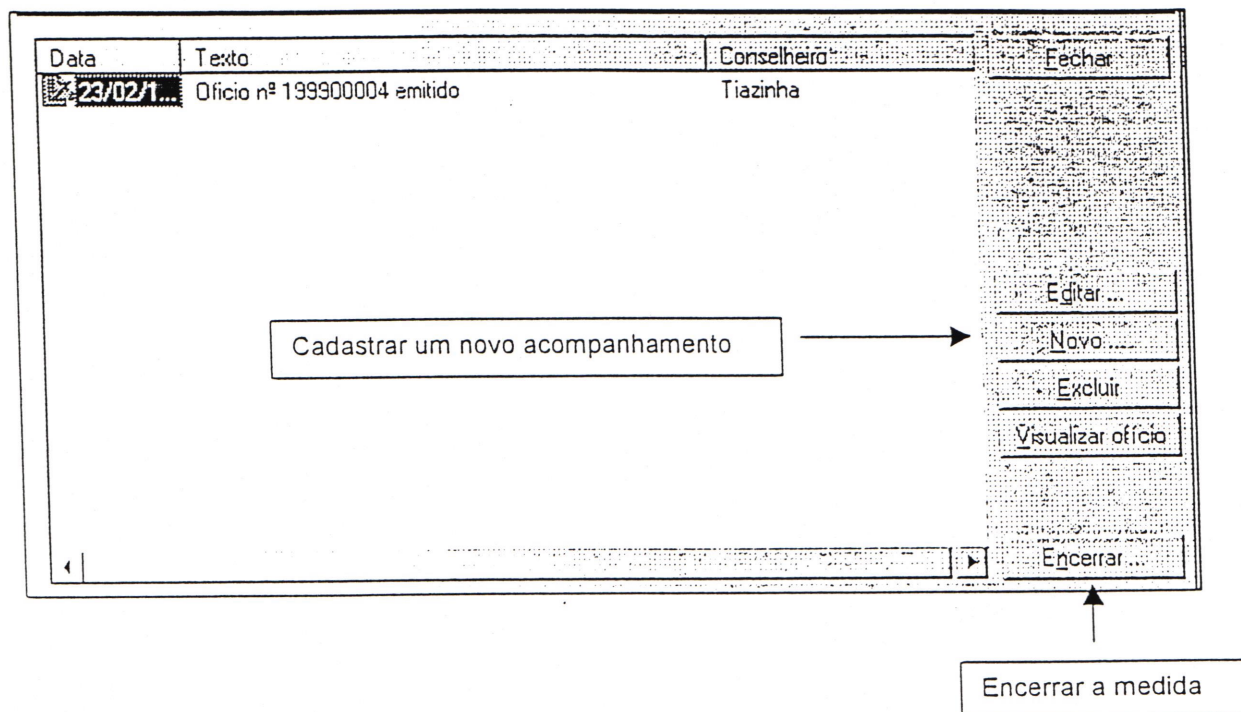 Data Texto Conselheiro Fechar
23/02/1... Ofício nº 199900004 emitido Tiazinha
Editar ...
Cadastrar um novo acompanhamento Novo ....
Excluir
Visualizar ofício
Encerrar ...
Encerrar a medida